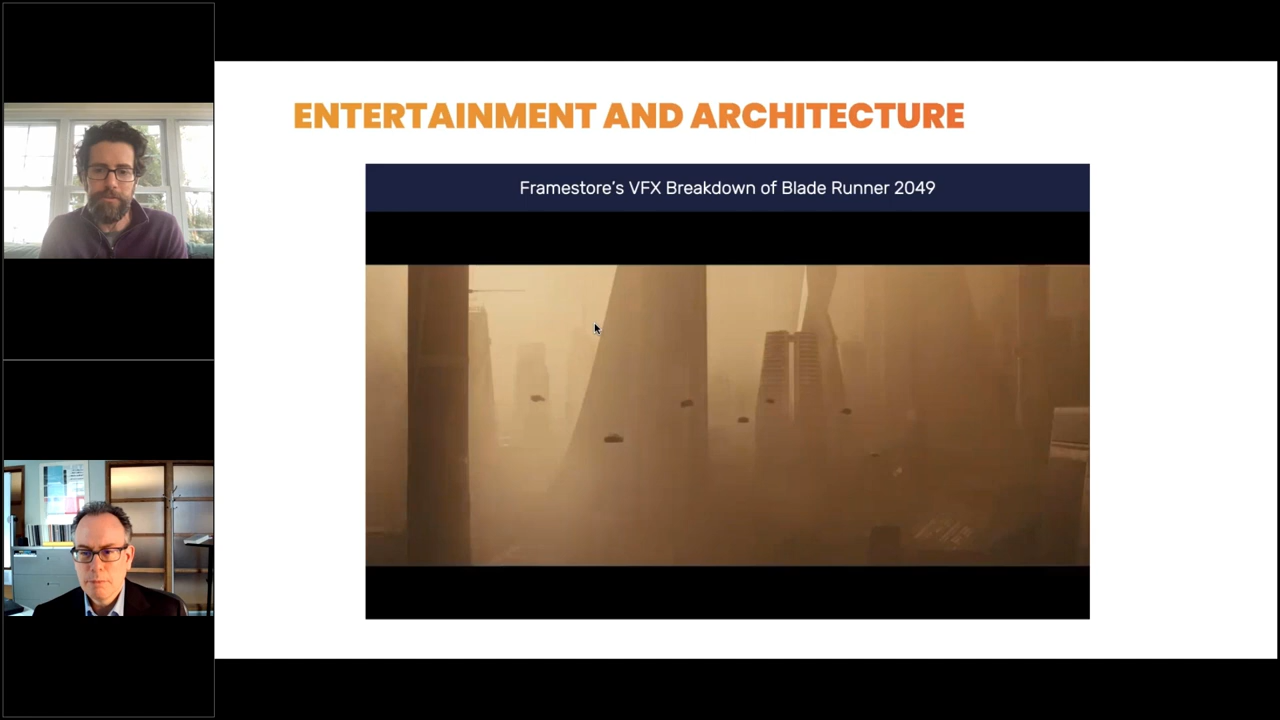 ENTERTAINMENT AND ARCHITECTURE
Framestore's VFX Breakdown of Blade Runner 2049